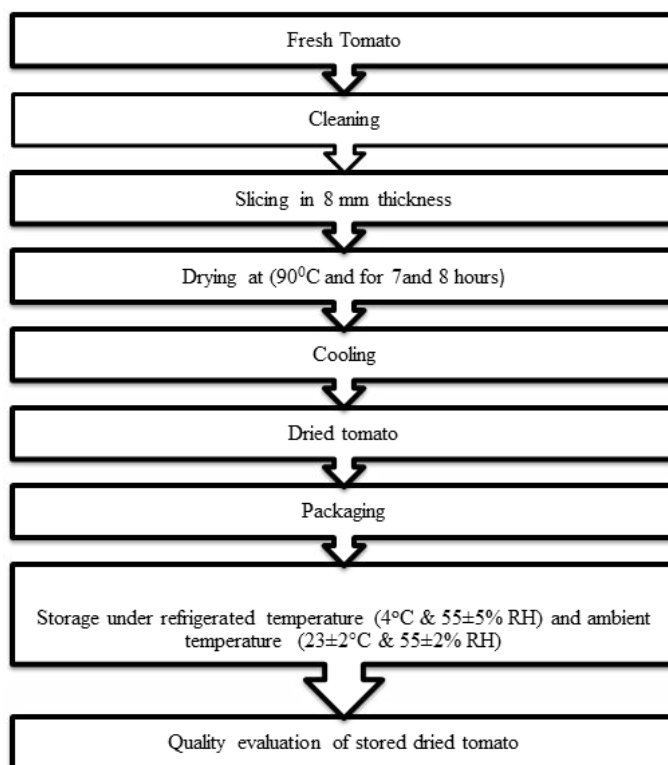 Fresh Tomato
Cleaning
Slicing in 8 mm thickness
Drying at (90⁰C and for 7and 8 hours)
Cooling
Dried tomato
Packaging
Storage under refrigerated temperature (4°C & 55±5% RH) and ambient
temperature (23±2°C & 55±2% RH)
Quality evaluation of stored dried tomato